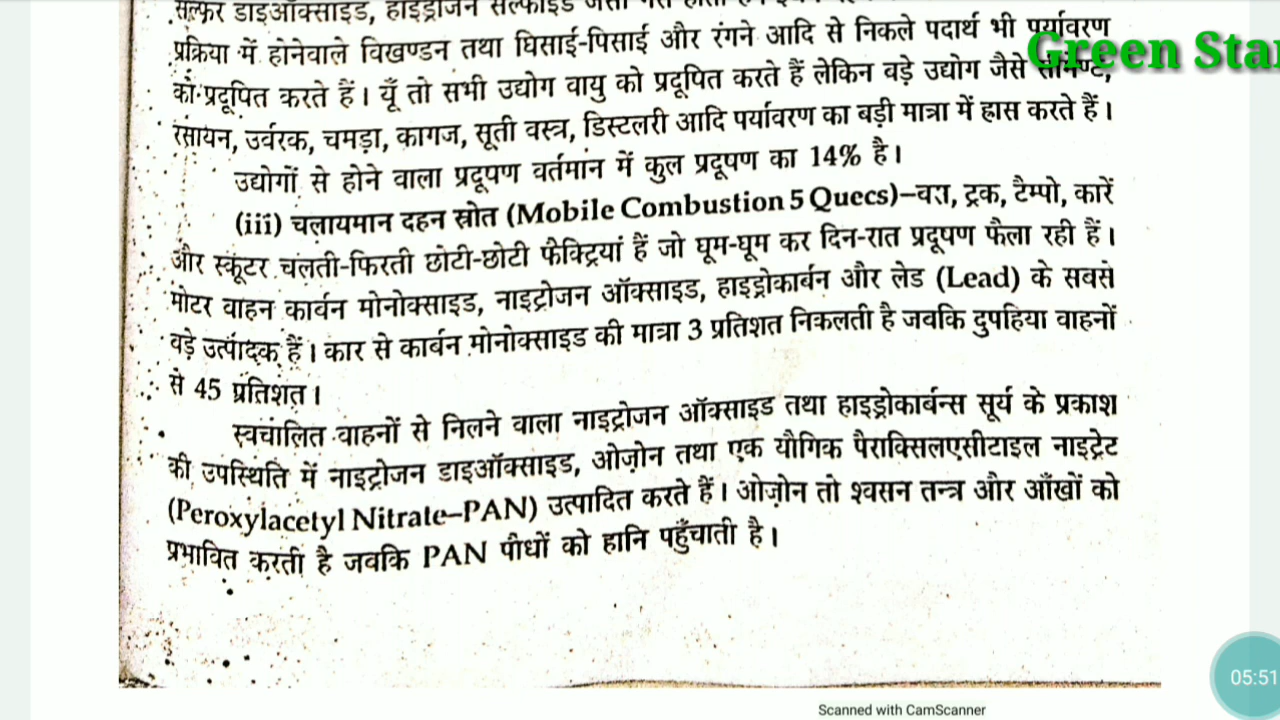 सल्फर डाइऑक्साइड, हाइड्रोजन सल्फाइड
प्रक्रिया में होनेवाले विखण्डन तथा घिसाई-पिसाई और रंगने आदि से निकले पदार्थ भी पर्यावरण
Green Star
को प्रदूषित करते हैं। यूँ तो सभी उद्योग वायु को प्रदूषित करते हैं लेकिन बड़े उद्योग जैसे सीमेण्ट,
रसायन, उर्वरक, चमड़ा, कागज, सूती वस्त्र, डिस्टलरी आदि पर्यावरण का बड़ी मात्रा में ह्रास करते हैं।
उद्योगों से होने वाला प्रदूषण वर्तमान में कुल प्रदूषण का 14% है।
(iii) चलायमान दहन स्रोत (Mobile Combustion 5 Quecs)–बस, ट्रक, टैम्पो, कारें
और स्कूटर चलती-फिरती छोटी-छोटी फैक्ट्रियां हैं जो घूम-घूम कर दिन-रात प्रदूषण फैला रही हैं।
मोटर वाहन कार्बन मोनोक्साइड, नाइट्रोजन ऑक्साइड, हाइड्रोकार्बन और लेड (Lead) के सबसे
बड़े उत्पादक हैं। कार से कार्बन मोनोक्साइड की मात्रा 3 प्रतिशत निकलती है जबकि दुपहिया वाहनों
से 45 प्रतिशत।
स्वचालित वाहनों से निलने वाला नाइट्रोजन ऑक्साइड तथा हाइड्रोकार्बन्स सूर्य के प्रकाश
की उपस्थिति में नाइट्रोजन डाइऑक्साइड, ओज़ोन तथा एक यौगिक पैराक्सिलएसीटाइल नाइट्रेट
(Peroxylacetyl Nitrate–PAN) उत्पादित करते हैं। ओज़ोन तो श्वसन तन्त्र और आँखों को
प्रभावित करती है जबकि PAN पौधों को हानि पहुँचाती है।
05:51
Scanned with CamScanner